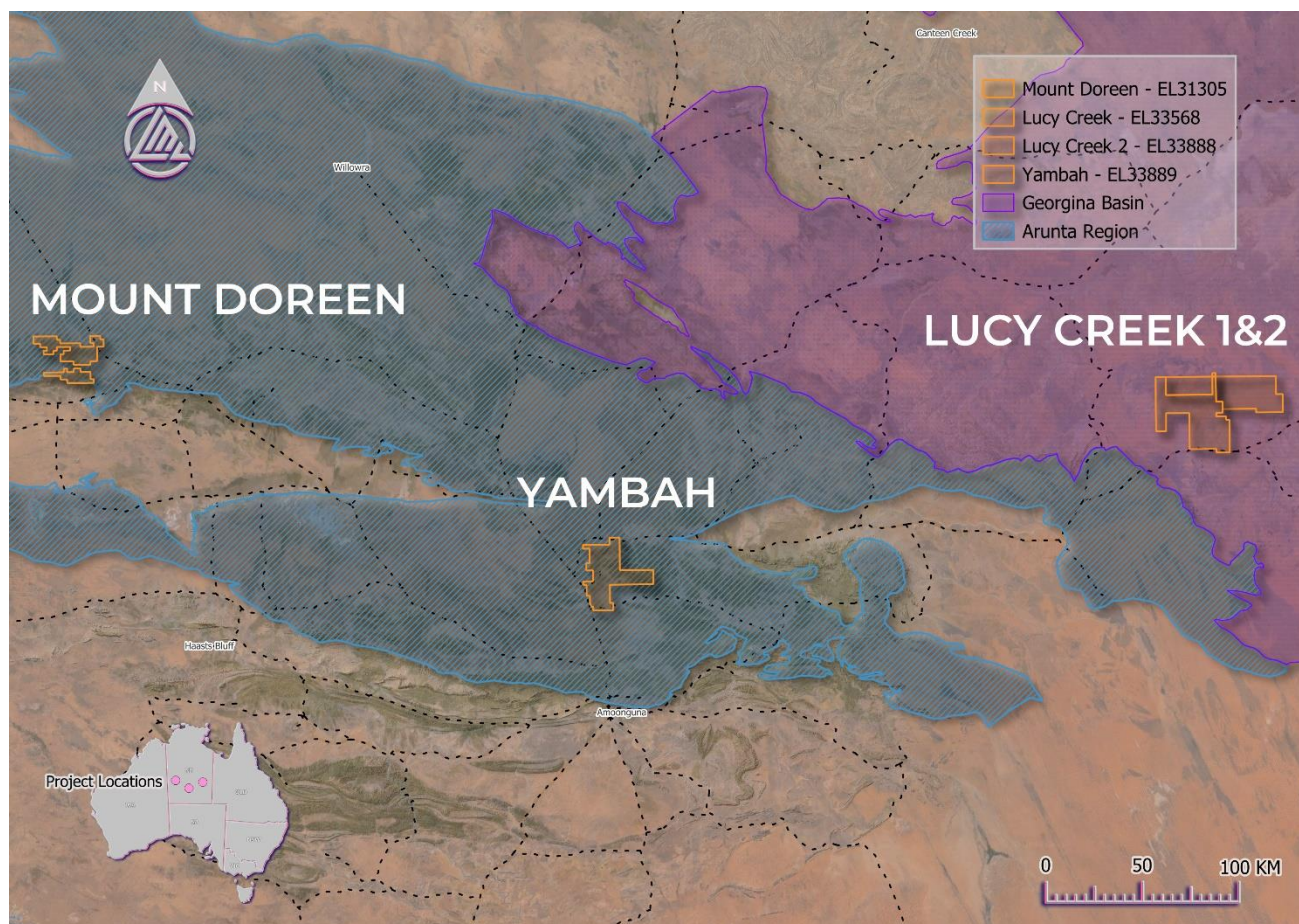 Canteen Creek
N
Mount Doreen - EL31305
Lucy Creek - EL33568
Lucy Creek 2 - EL33888
Yambah - EL33889
Georgina Basin
Arunta Region
Willowra
MOUNT DOREEN
LUCY CREEK 1&2
YAMBAH
Haasts Bluff
Amoonguna
Project Locations
0 50 100 KM